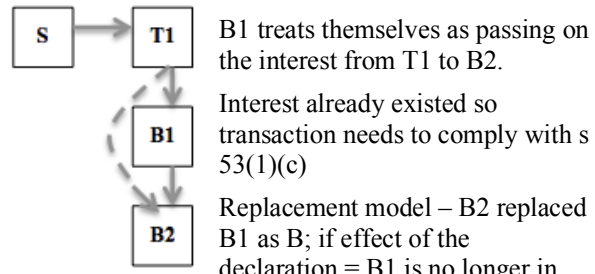 S
T1
B1 treats themselves as passing on
the interest from T1 to B2.
B1
Interest already existed so
transaction needs to comply with s
53(1)(c)
B2
Replacement model – B2 replaced
B1 as B; if effect of the
declaration = B1 is no longer in